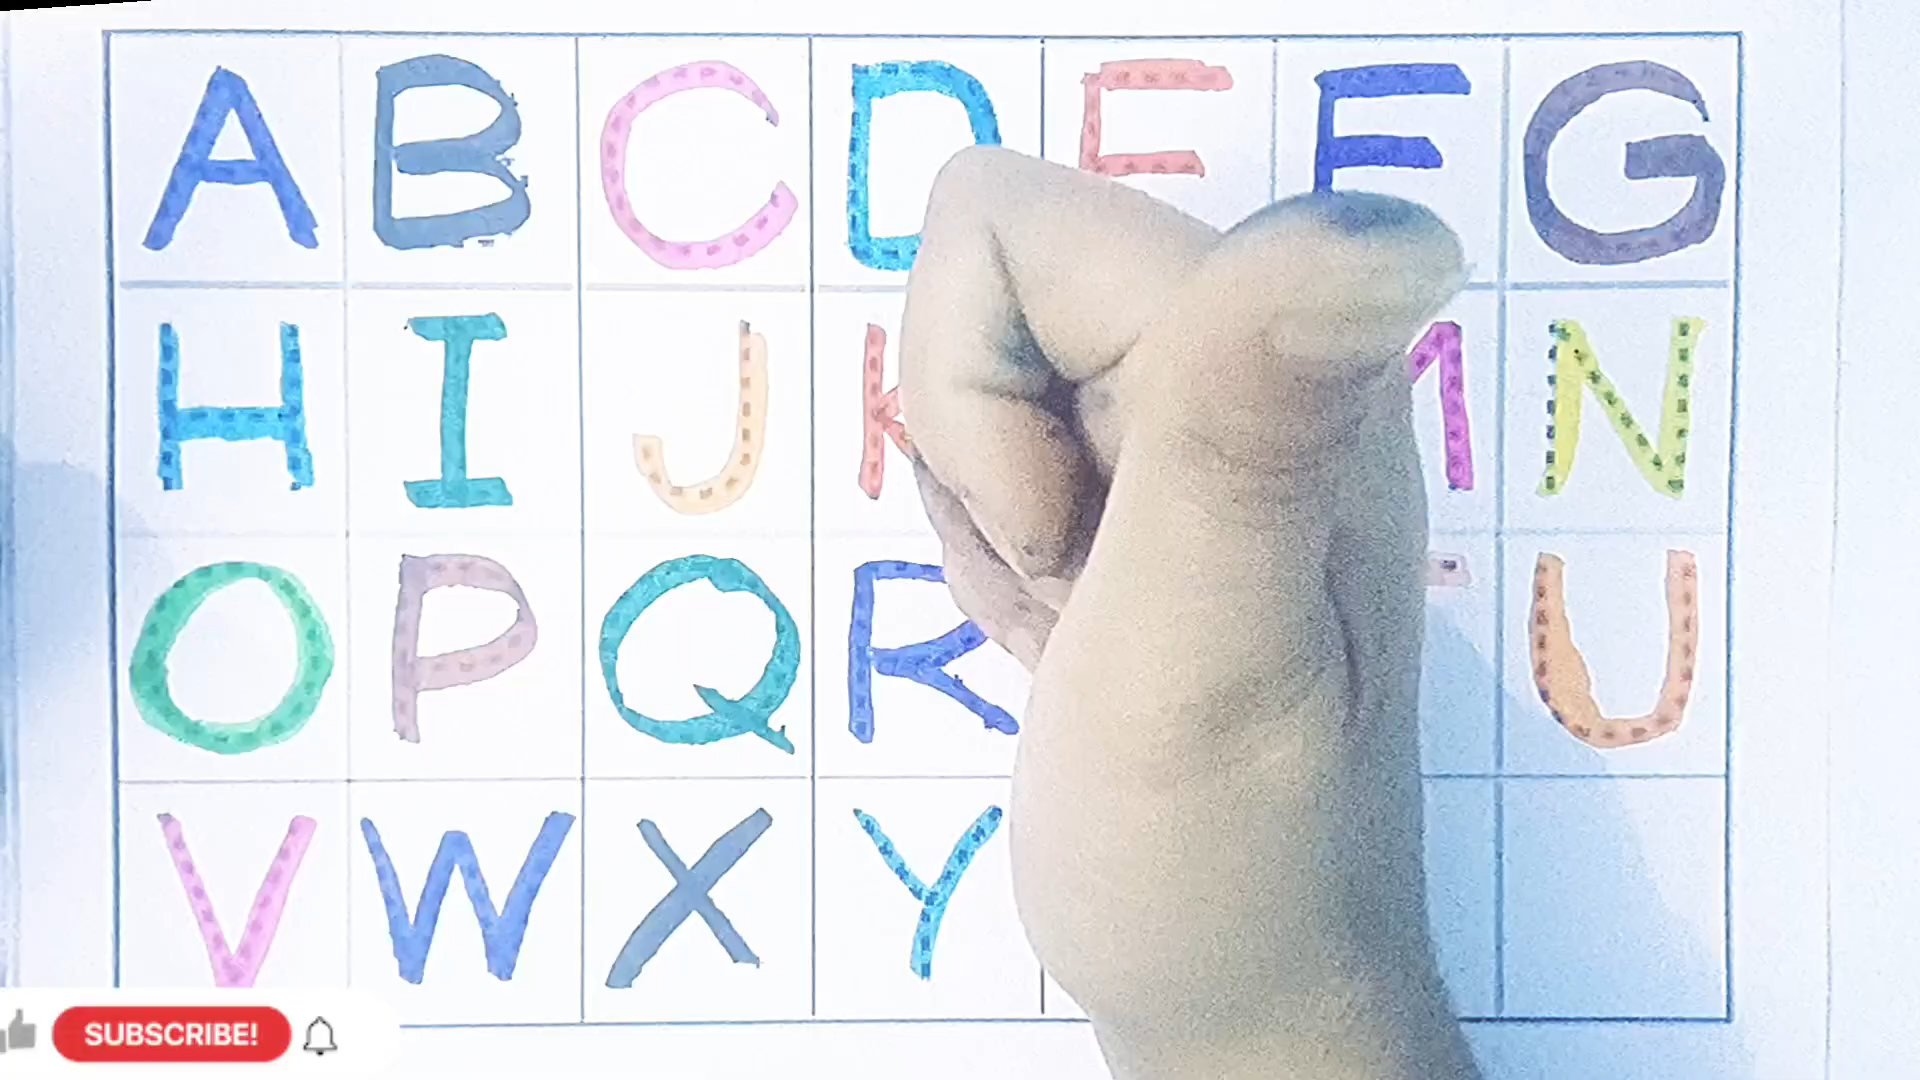 A B C D E F G
H I J K M N
O P Q R U
V W X Y
SUBSCRIBE!